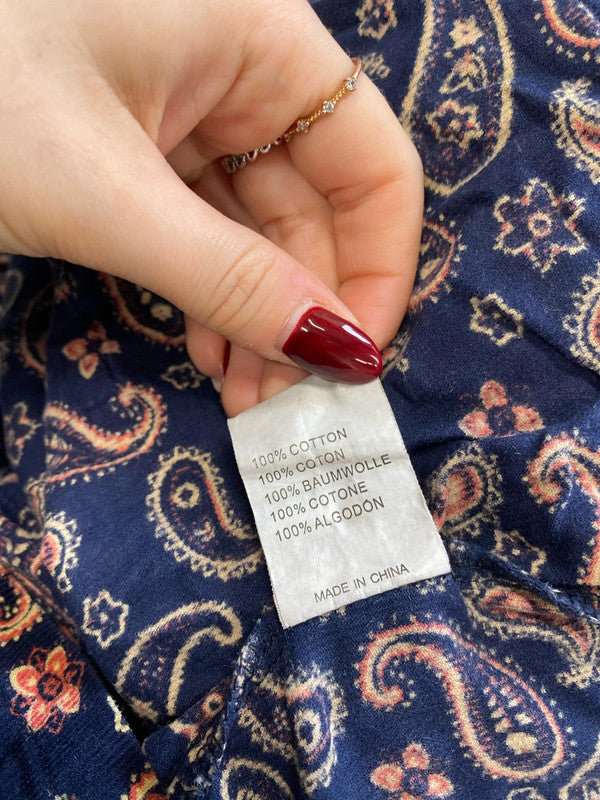 100% COTTON
100% COTON
100% BAUMWOLLE
100% COTONE
100% ALGODÓN
MADE IN CHINA